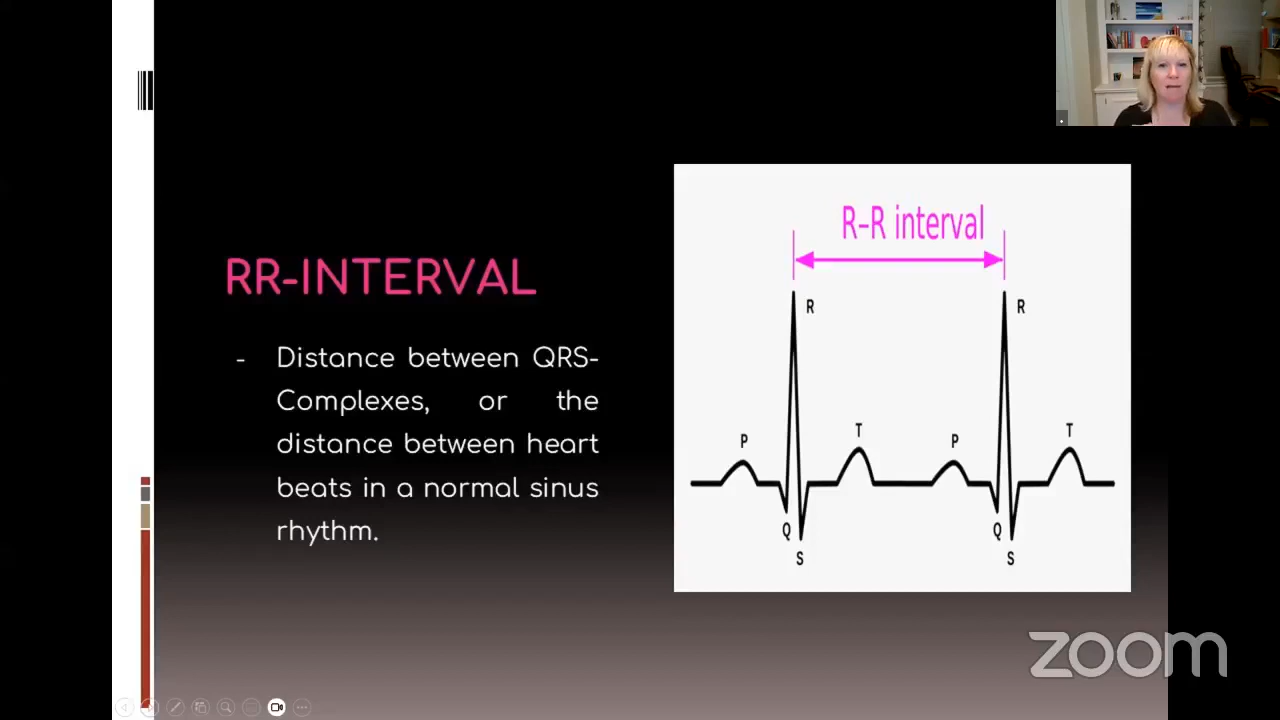 RR-INTERVAL
- Distance between QRS-
Complexes, or the
distance between heart
beats in a normal sinus
rhythm.
R–R interval
R R
P T P T
Q Q
S S
zoom